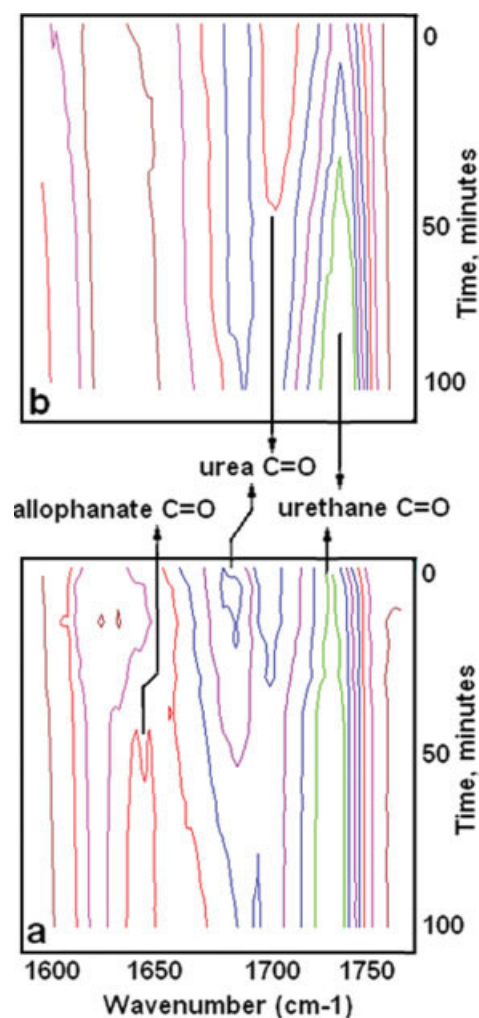 0
50
100
Time, minutes
b
urea C=O
allophanate C=O
urethane C=O
0
50
100
Time, minutes
a
1600 1650 1700 1750
Wavenumber (cm-1)